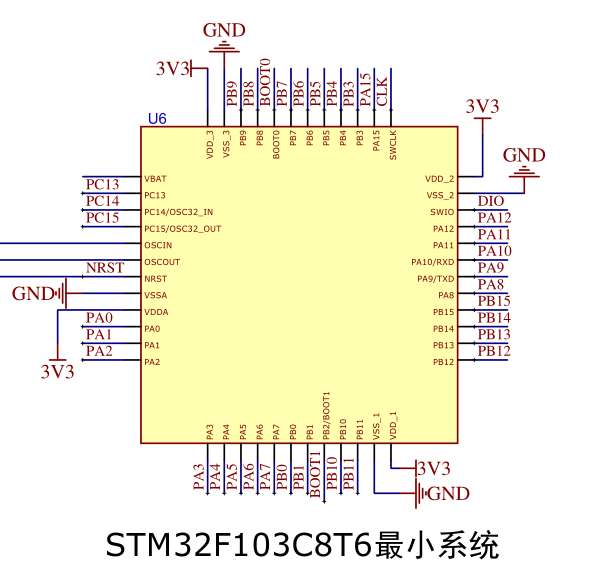 GND
3V3
PB9
PB8
BOOT0
PB7
PB6
PB5
PB4
PB3
PA15
CLK
U6
VDD_3
VSS_3
PB9
PB8
BOOT0
PB7
PB6
PB5
PB4
PB3
PA15
SWCLK
3V3
GND
VBAT
PC13
PC13
PC14
PC14/OSC32_IN
PC15
PC15/OSC32_OUT
OSCIN
OSCOUT
NRST
NRST
GND
VSSA
VDDA
PA0
PA0
PA1
PA1
PA2
PA2
3V3
VDD_2
VSS_2
SWIO
DIO
PA12
PA12
PA11
PA11
PA10/RXD
PA10
PA9/TXD
PA9
PA8
PA8
PB15
PB15
PB14
PB14
PB13
PB13
PB12
PB12
PA3
PA4
PA5
PA6
PA7
PB0
PB1
PB2/BOOT1
PB10
PB11
VSS_1
VDD_1
PA3
PA4
PA5
PA6
PA7
PB0
PB1
BOOT1
PB10
PB11
3V3
GND
STM32F103C8T6最小系统